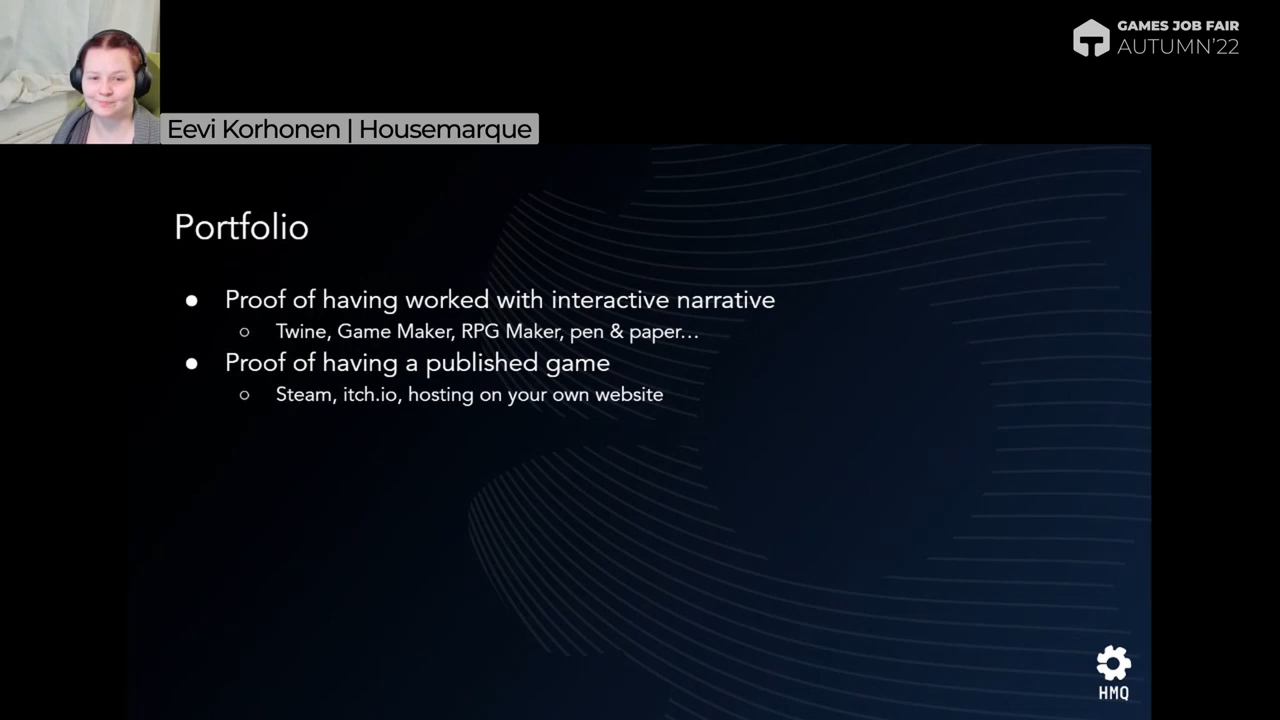 GAMES JOB FAIR
AUTUMN'22
Eevi Korhonen | Housemarque
Portfolio
● Proof of having worked with interactive narrative
○ Twine, Game Maker, RPG Maker, pen & paper…
● Proof of having a published game
○ Steam, itch.io, hosting on your own website
HMQ